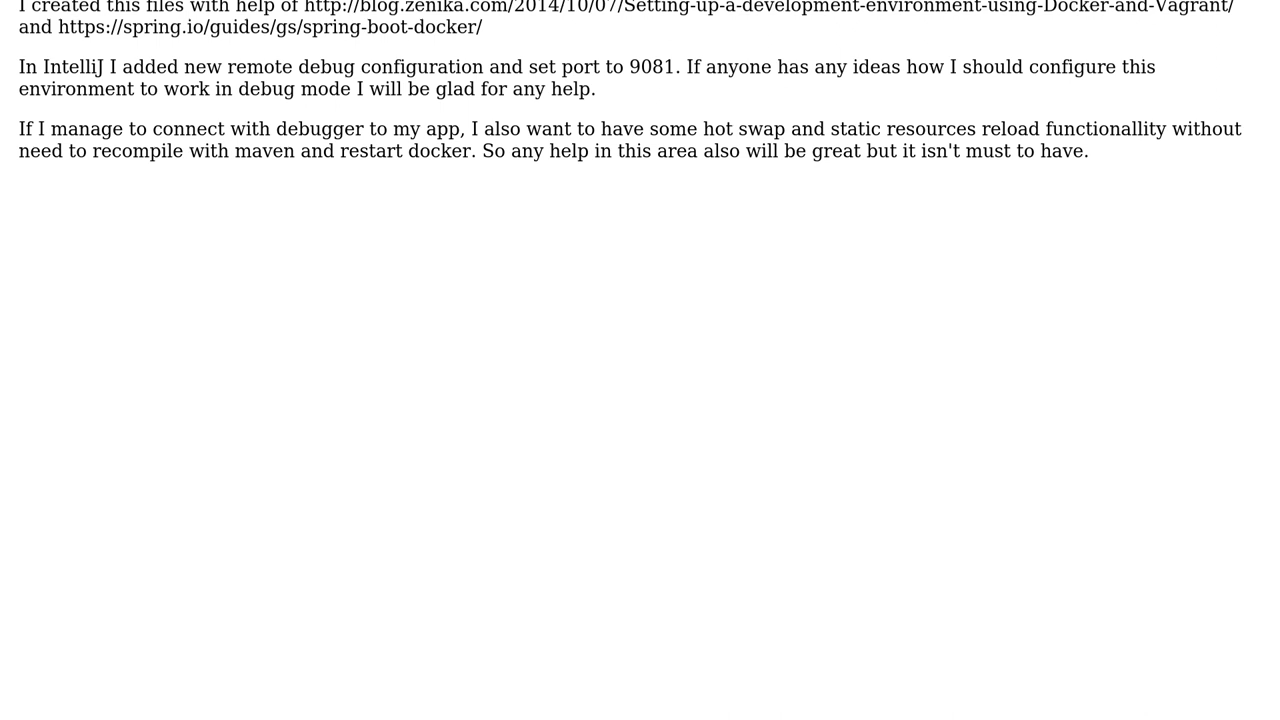 I created this files with help of http://blog.zenika.com/2014/10/07/Setting-up-a-development-environment-using-Docker-and-Vagrant/
and https://spring.io/guides/gs/spring-boot-docker/
In IntelliJ I added new remote debug configuration and set port to 9081. If anyone has any ideas how I should configure this
environment to work in debug mode I will be glad for any help.
If I manage to connect with debugger to my app, I also want to have some hot swap and static resources reload functionallity without
need to recompile with maven and restart docker. So any help in this area also will be great but it isn't must to have.